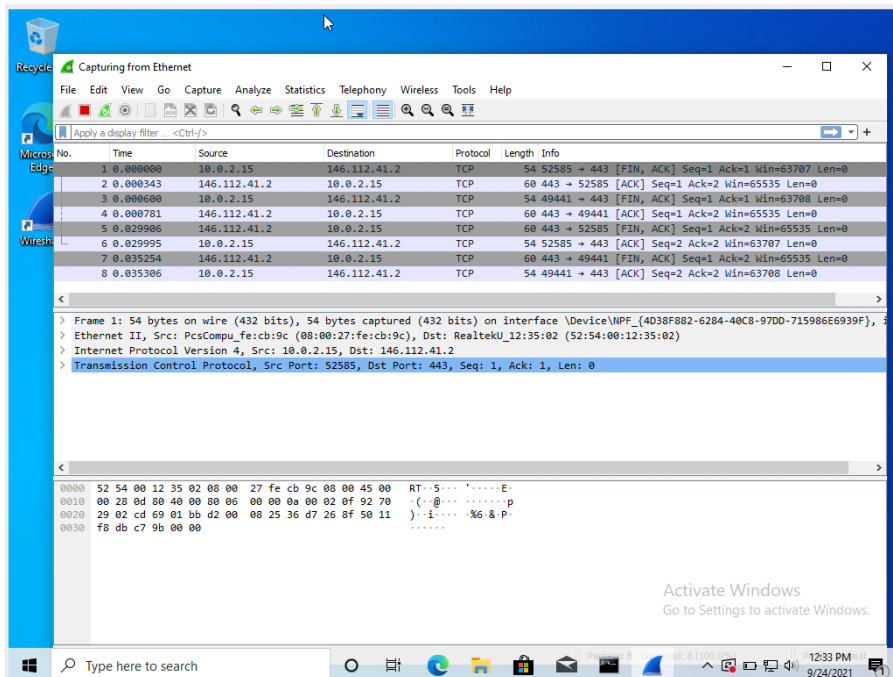 Recycle
Capturing from Ethernet
File Edit View Go Capture Analyze Statistics Telephony Wireless Tools Help
Apply a display filter ... <Ctrl-/>
Micros
Edge
Wiresh
No. Time Source Destination Protocol Length Info
1 0.000000 10.0.2.15 146.112.41.2 TCP 54 52585 → 443 [FIN, ACK] Seq=1 Ack=1 Win=63707 Len=0
2 0.000343 146.112.41.2 10.0.2.15 TCP 60 443 → 52585 [ACK] Seq=1 Ack=2 Win=65535 Len=0
3 0.000600 10.0.2.15 146.112.41.2 TCP 54 49441 → 443 [FIN, ACK] Seq=1 Ack=1 Win=63708 Len=0
4 0.000781 146.112.41.2 10.0.2.15 TCP 60 443 → 49441 [ACK] Seq=1 Ack=2 Win=65535 Len=0
5 0.029906 146.112.41.2 10.0.2.15 TCP 60 443 → 52585 [FIN, ACK] Seq=1 Ack=2 Win=65535 Len=0
6 0.029995 10.0.2.15 146.112.41.2 TCP 54 52585 → 443 [ACK] Seq=2 Ack=2 Win=63707 Len=0
7 0.035254 146.112.41.2 10.0.2.15 TCP 60 443 → 49441 [FIN, ACK] Seq=1 Ack=2 Win=65535 Len=0
8 0.035306 10.0.2.15 146.112.41.2 TCP 54 49441 → 443 [ACK] Seq=2 Ack=2 Win=63708 Len=0
> Frame 1: 54 bytes on wire (432 bits), 54 bytes captured (432 bits) on interface \Device\NPF_{4D38F882-6284-40C8-97DD-715986E6939F}, i
> Ethernet II, Src: PcsCompu_fe:cb:9c (08:00:27:fe:cb:9c), Dst: RealtekU_12:35:02 (52:54:00:12:35:02)
> Internet Protocol Version 4, Src: 10.0.2.15, Dst: 146.112.41.2
> Transmission Control Protocol, Src Port: 52585, Dst Port: 443, Seq: 1, Ack: 1, Len: 0
0000 52 54 00 12 35 02 08 00 27 fe cb 9c 08 00 45 00 RT··5··· '·····E·
0010 00 28 0d 80 40 00 80 06 00 00 0a 00 02 0f 92 70 ·(··@··· ·······p
0020 29 02 cd 69 01 bb d2 00 08 25 36 d7 26 8f 50 11 )··i···· ·%6·&·P·
0030 f8 db c7 9b 00 00 ······
Activate Windows
Go to Settings to activate Windows.
Type here to search
Packets: 8
ed: 8 (100.0%)
12:33 PM
9/24/2021
1